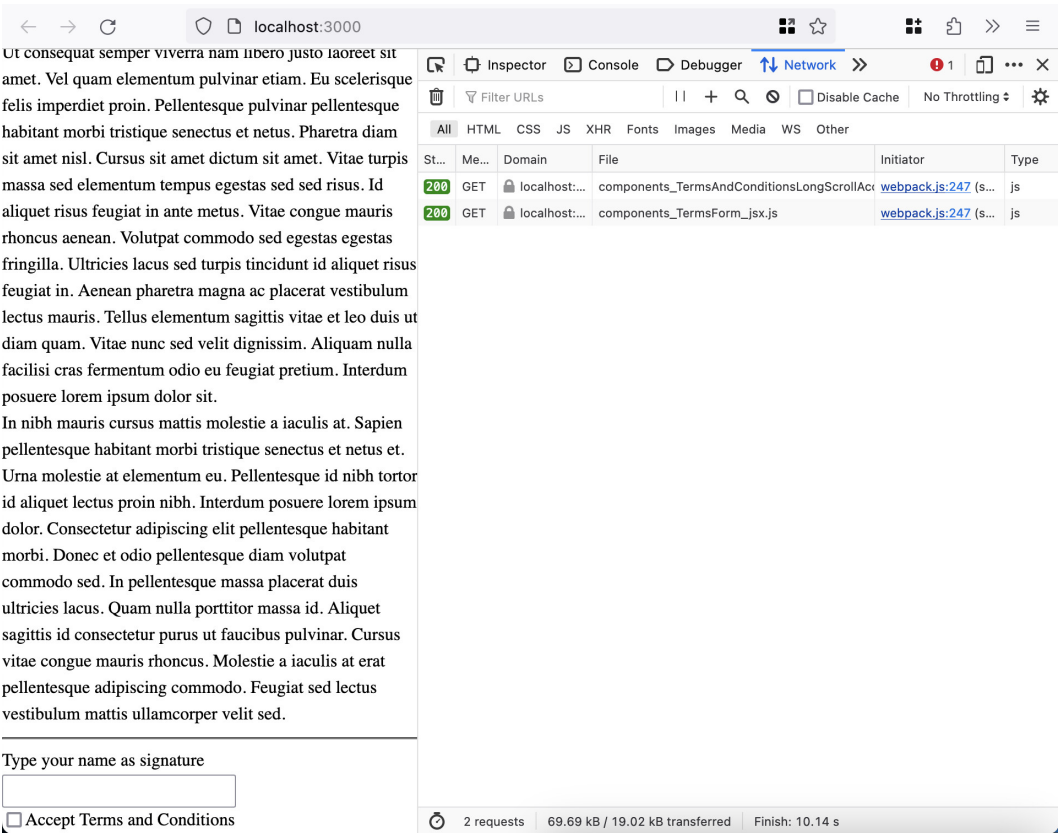 localhost:3000
Ut consequat semper viverra nam libero justo laoreet sit
amet. Vel quam elementum pulvinar etiam. Eu scelerisque
felis imperdiet proin. Pellentesque pulvinar pellentesque
habitant morbi tristique senectus et netus. Pharetra diam
sit amet nisl. Cursus sit amet dictum sit amet. Vitae turpis
massa sed elementum tempus egestas sed sed risus. Id
aliquet risus feugiat in ante metus. Vitae congue mauris
rhoncus aenean. Volutpat commodo sed egestas egestas
fringilla. Ultricies lacus sed turpis tincidunt id aliquet risus
feugiat in. Aenean pharetra magna ac placerat vestibulum
lectus mauris. Tellus elementum sagittis vitae et leo duis ut
diam quam. Vitae nunc sed velit dignissim. Aliquam nulla
facilisi cras fermentum odio eu feugiat pretium. Interdum
posuere lorem ipsum dolor sit.
In nibh mauris cursus mattis molestie a iaculis at. Sapien
pellentesque habitant morbi tristique senectus et netus et.
Urna molestie at elementum eu. Pellentesque id nibh tortor
id aliquet lectus proin nibh. Interdum posuere lorem ipsum
dolor. Consectetur adipiscing elit pellentesque habitant
morbi. Donec et odio pellentesque diam volutpat
commodo sed. In pellentesque massa placerat duis
ultricies lacus. Quam nulla porttitor massa id. Aliquet
sagittis id consectetur purus ut faucibus pulvinar. Cursus
vitae congue mauris rhoncus. Molestie a iaculis at erat
pellentesque adipiscing commodo. Feugiat sed lectus
vestibulum mattis ullamcorper velit sed.
Type your name as signature
Accept Terms and Conditions
Inspector Console Debugger Network 1
Filter URLs Disable Cache No Throttling
All HTML CSS JS XHR Fonts Images Media WS Other
St... Me... Domain File Initiator Type
200 GET localhost:... components_TermsAndConditionsLongScrollAcc webpack.js:247 (s... js
200 GET localhost:... components_TermsForm_jsx.js webpack.js:247 (s... js
2 requests 69.69 kB / 19.02 kB transferred Finish: 10.14 s